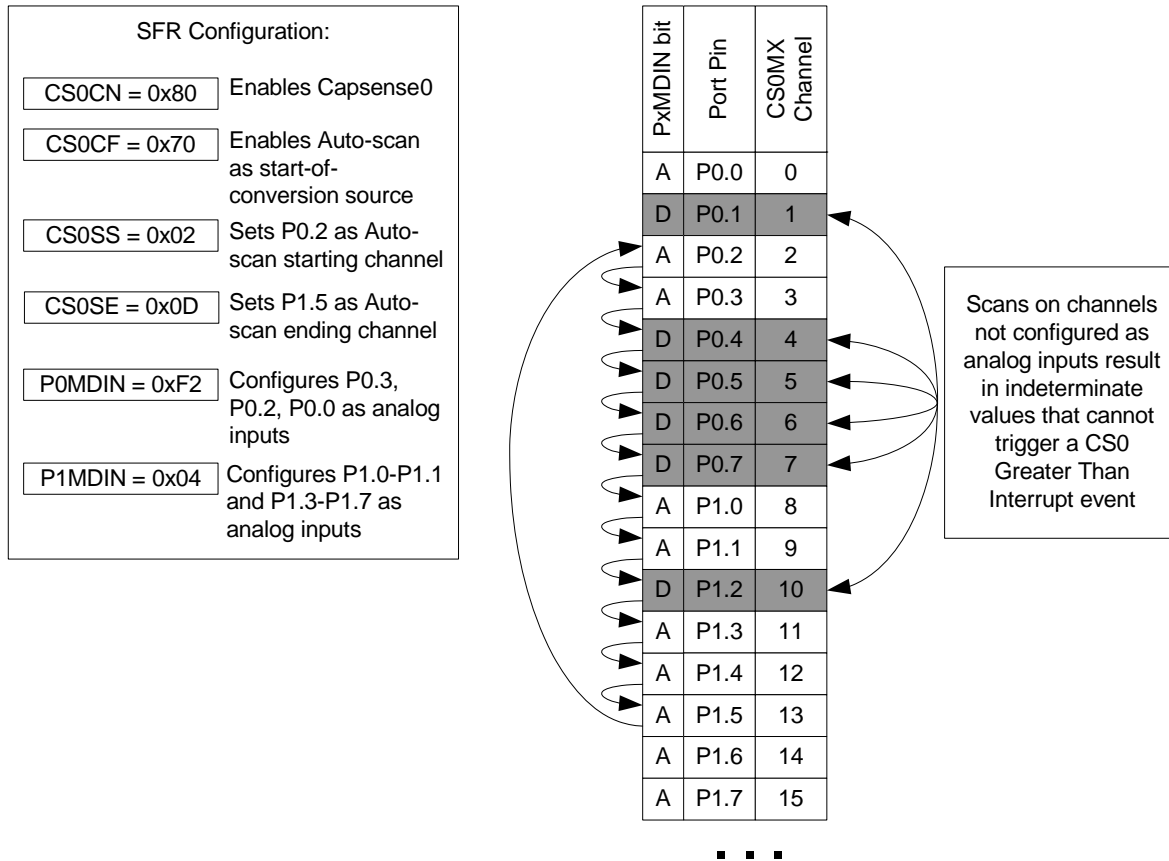 SFR Configuration:
CS0CN = 0x80
Enables Capsense0
CS0CF = 0x70
Enables Auto-scan
as start-of-
conversion source
CS0SS = 0x02
Sets P0.2 as Auto-
scan starting channel
CS0SE = 0x0D
Sets P1.5 as Auto-
scan ending channel
P0MDIN = 0xF2
Configures P0.3,
P0.2, P0.0 as analog
inputs
P1MDIN = 0x04
Configures P1.0-P1.1
and P1.3-P1.7 as
analog inputs
PxMDIN bit
Port Pin
CS0MX
Channel
A P0.0 0
D P0.1 1
A P0.2 2
A P0.3 3
D P0.4 4
D P0.5 5
D P0.6 6
D P0.7 7
A P1.0 8
A P1.1 9
D P1.2 10
A P1.3 11
A P1.4 12
A P1.5 13
A P1.6 14
A P1.7 15
Scans on channels
not configured as
analog inputs result
in indeterminate
values that cannot
trigger a CS0
Greater Than
Interrupt event